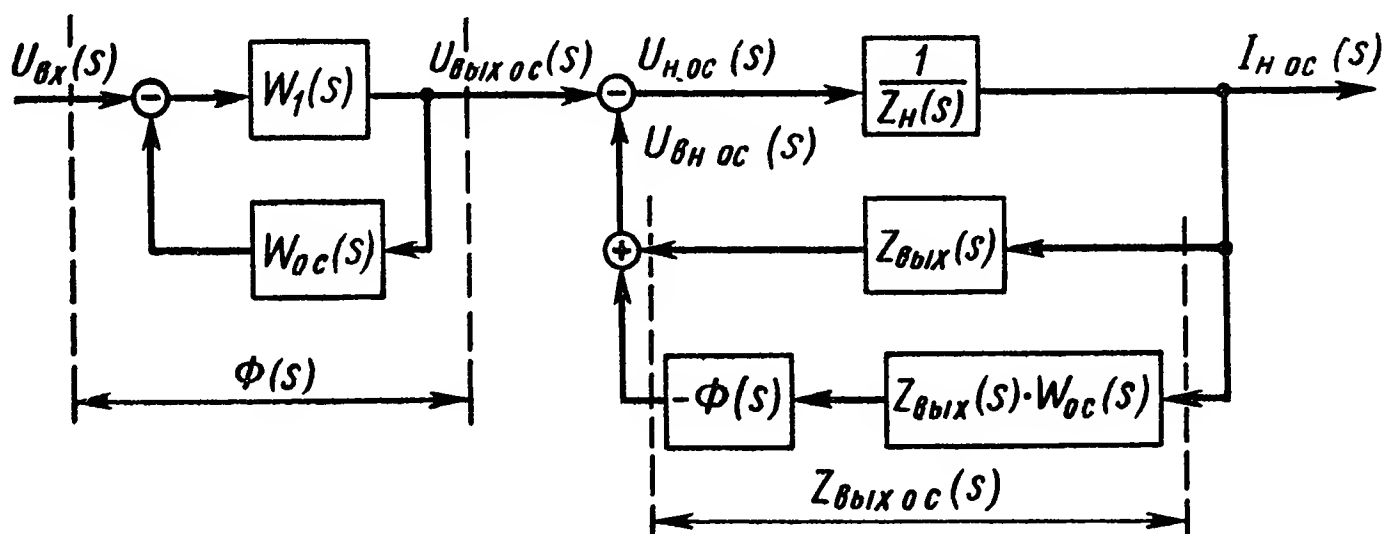 U_вх(s)
−
W_1(s)
U_вых ос(s)
−
U_н.ос(s)
1
Z_н(s)
I_н ос(s)
U_вн ос(s)
W_ос(s)
+
Z_вых(s)
Φ(s)
-Φ(s)
Z_вых(s)·W_ос(s)
Z_вых ос(s)